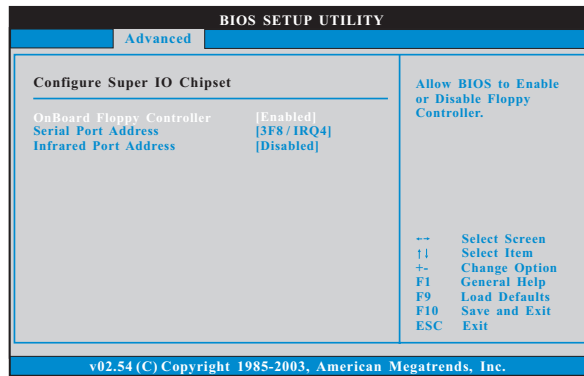 BIOS SETUP UTILITY
Advanced
Configure Super IO Chipset
OnBoard Floppy Controller [Enabled]
Serial Port Address [3F8 / IRQ4]
Infrared Port Address [Disabled]
Allow BIOS to Enable
or Disable Floppy
Controller.
←→ Select Screen
↑↓ Select Item
+- Change Option
F1 General Help
F9 Load Defaults
F10 Save and Exit
ESC Exit
v02.54 (C) Copyright 1985-2003, American Megatrends, Inc.